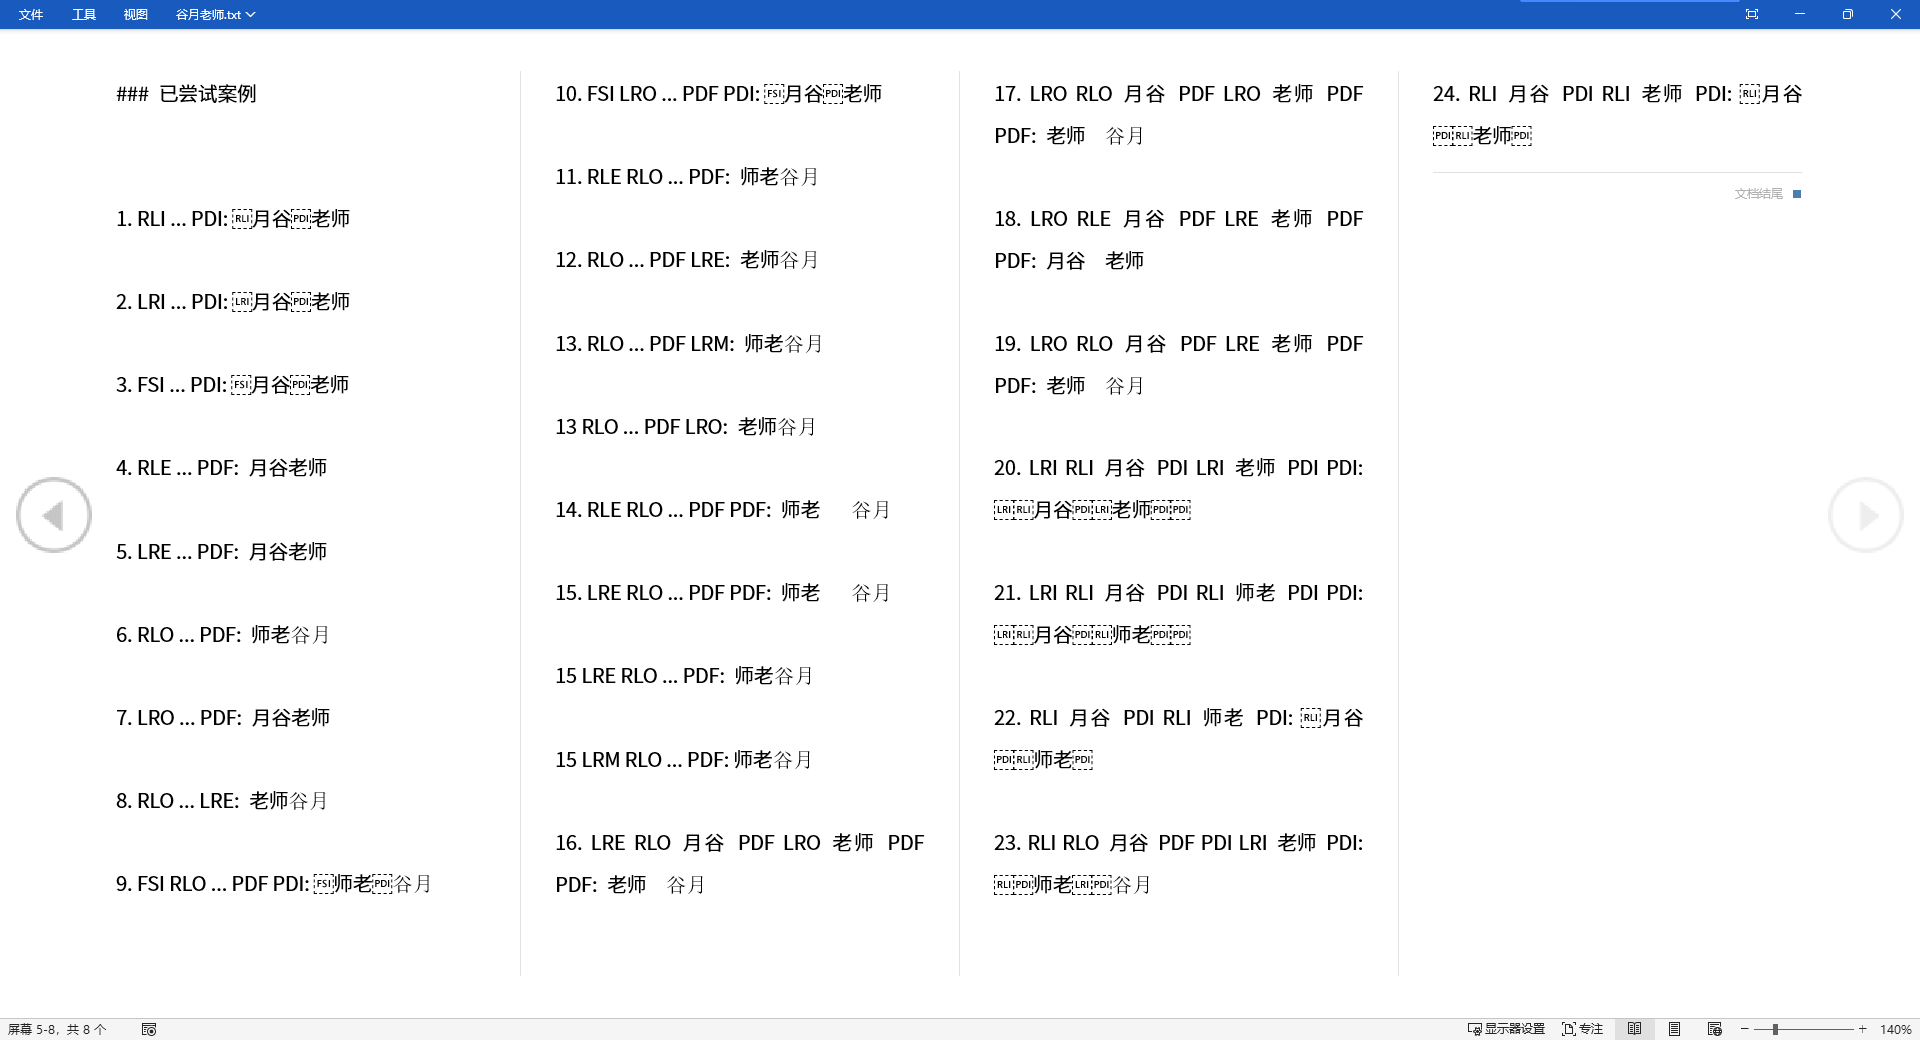 文件 工具 视图 谷月老师.txt
### 已尝试案例
1. RLI ... PDI: RLI月谷PDI老师
2. LRI ... PDI: LRI月谷PDI老师
3. FSI ... PDI: FSI月谷PDI老师
4. RLE ... PDF: 月谷老师
5. LRE ... PDF: 月谷老师
6. RLO ... PDF: 师老谷月
7. LRO ... PDF: 月谷老师
8. RLO ... LRE: 老师谷月
9. FSI RLO ... PDF PDI: FSI师老PDI谷月
10. FSI LRO ... PDF PDI: FSI月谷PDI老师
11. RLE RLO ... PDF: 师老谷月
12. RLO ... PDF LRE: 老师谷月
13. RLO ... PDF LRM: 师老谷月
13 RLO ... PDF LRO: 老师谷月
14. RLE RLO ... PDF PDF: 师老 谷月
15. LRE RLO ... PDF PDF: 师老 谷月
15 LRE RLO ... PDF: 师老谷月
15 LRM RLO ... PDF: 师老谷月
16. LRE RLO 月谷 PDF LRO 老师 PDF
PDF: 老师 谷月
17. LRO RLO 月谷 PDF LRO 老师 PDF
PDF: 老师 谷月
18. LRO RLE 月谷 PDF LRE 老师 PDF
PDF: 月谷 老师
19. LRO RLO 月谷 PDF LRE 老师 PDF
PDF: 老师 谷月
20. LRI RLI 月谷 PDI LRI 老师 PDI PDI:
LRIRLI月谷PDILRI老师PDIPDI
21. LRI RLI 月谷 PDI RLI 师老 PDI PDI:
LRIRLI月谷PDIRLI师老PDIPDI
22. RLI 月谷 PDI RLI 师老 PDI: RLI月谷
PDIRLI师老PDI
23. RLI RLO 月谷 PDF PDI LRI 老师 PDI:
RLIPDI师老LRIPDI谷月
24. RLI 月谷 PDI RLI 老师 PDI: RLI月谷
PDIRLI老师PDI
文档结尾
屏幕 5-8，共 8 个 显示器设置 专注 140%